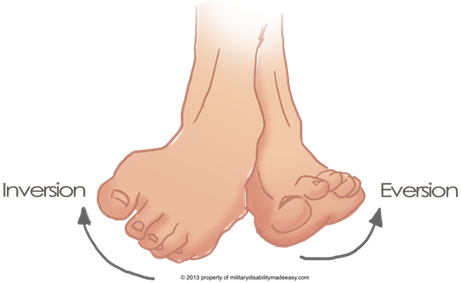 Inversion
Eversion
© 2013 property of militarydisabilitymadeeasy.com